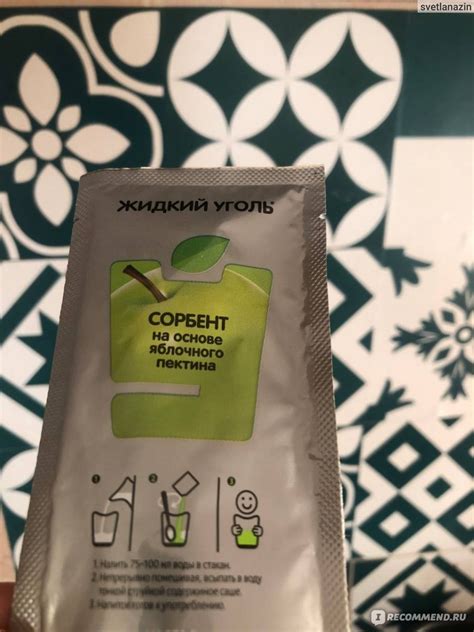 svetlanazin
ЖИДКИЙ УГОЛЬ®
СОРБЕНТ
на основе
яблочного
пектина
1 2 3
1. Налить 75-100 мл воды в стакан.
2. Непрерывно помешивая, всыпать в воду
тонкой струйкой содержимое саше.
3. Напиток готов к употреблению.
IRECOMMEND.RU